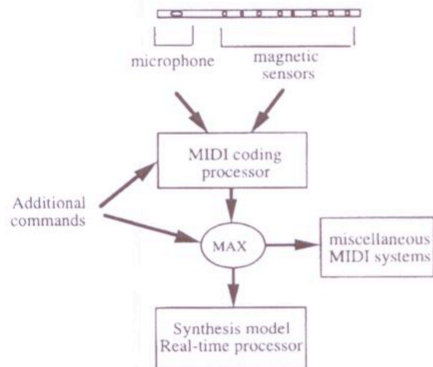 microphone
magnetic
sensors
MIDI coding
processor
Additional
commands
MAX
miscellaneous
MIDI systems
Synthesis model
Real-time processor